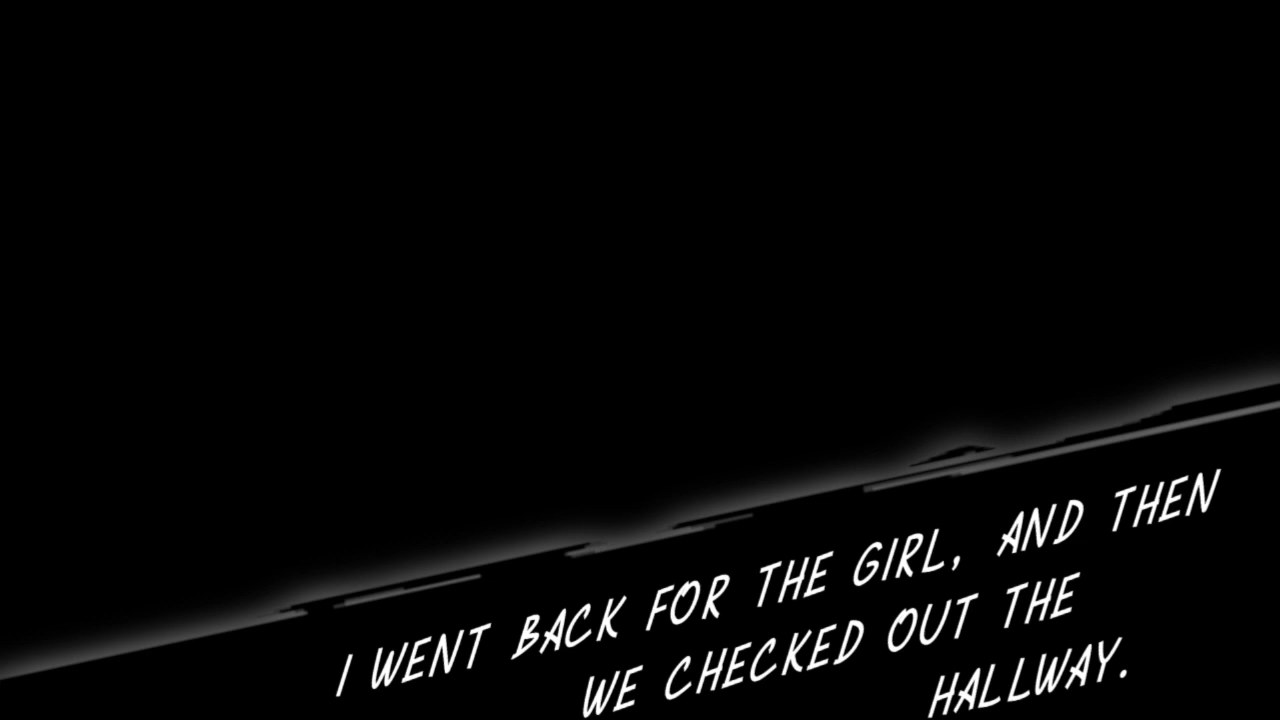 I WENT BACK FOR THE GIRL, AND THEN
WE CHECKED OUT THE
HALLWAY.